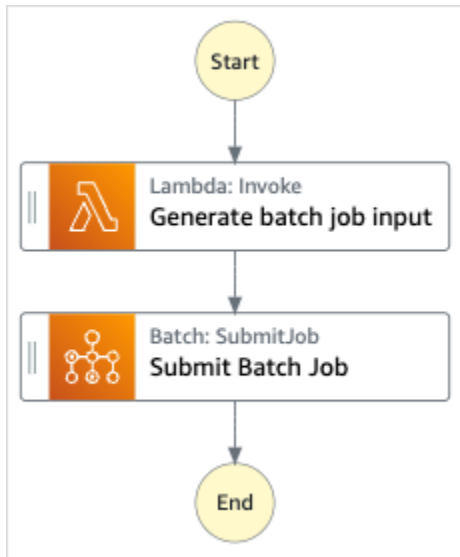 Start
Lambda: Invoke
Generate batch job input
Batch: SubmitJob
Submit Batch Job
End